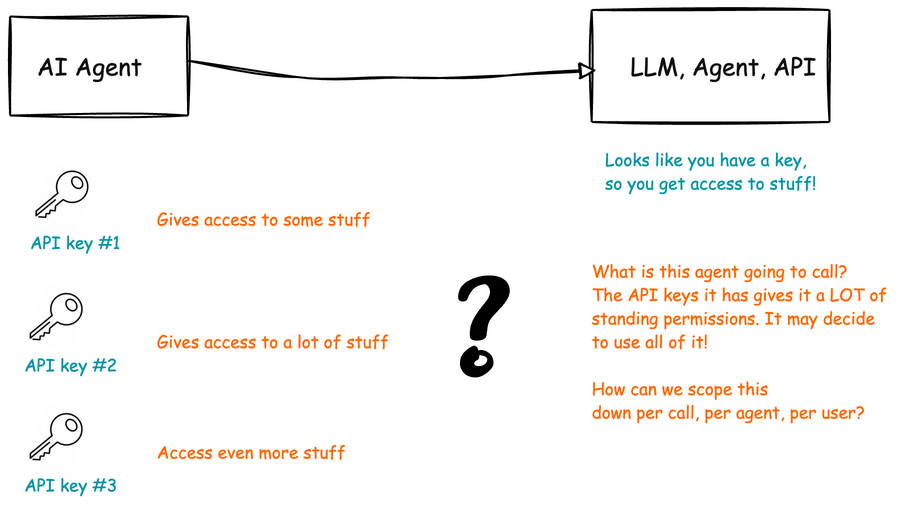 AI Agent
LLM, Agent, API
Looks like you have a key,
so you get access to stuff!
API key #1
Gives access to some stuff
API key #2
Gives access to a lot of stuff
API key #3
Access even more stuff
?
What is this agent going to call?
The API keys it has gives it a LOT of
standing permissions. It may decide
to use all of it!
How can we scope this
down per call, per agent, per user?